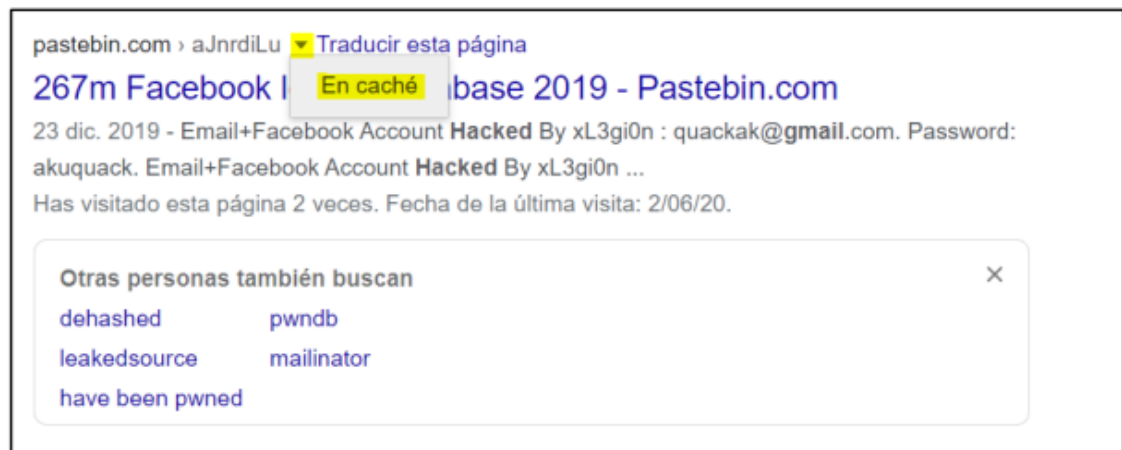 pastebin.com › aJnrdiLu ▼ Traducir esta página
En caché
267m Facebook 2019 - Pastebin.com
23 dic. 2019 - Email+Facebook Account Hacked By xL3gi0n : quackak@gmail.com. Password:
akuquack. Email+Facebook Account Hacked By xL3gi0n ...
Has visitado esta página 2 veces. Fecha de la última visita: 2/06/20.
Otras personas también buscan ×
dehashed pwndb
leakedsource mailinator
have been pwned